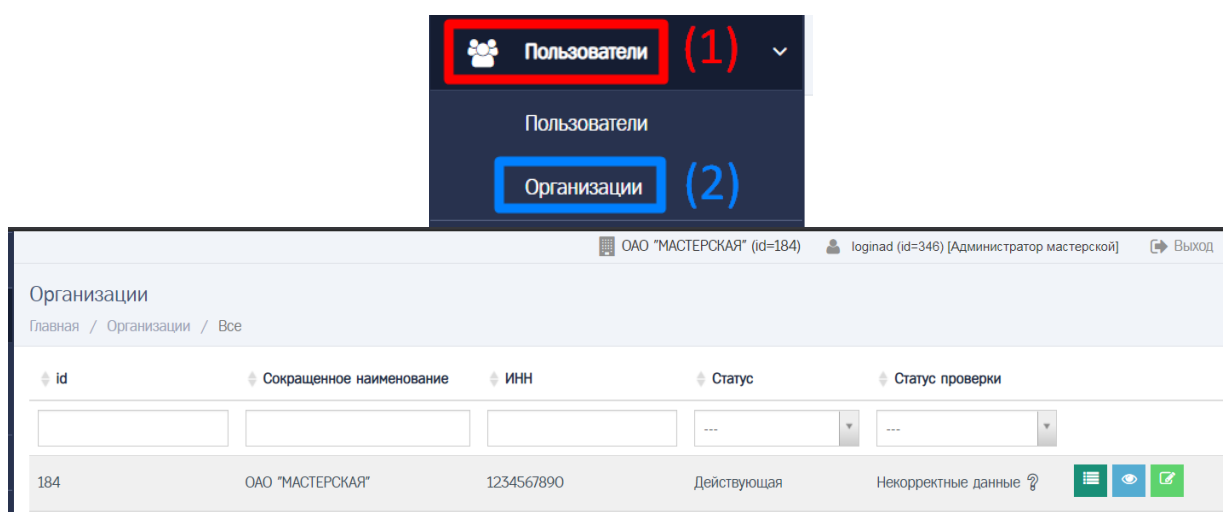 Пользователи (1)
Пользователи
Организации (2)
ОАО "МАСТЕРСКАЯ" (id=184) loginad (id=346) [Администратор мастерской] Выход
Организации
Главная / Организации / Все
id Сокращенное наименование ИНН Статус Статус проверки
--- ---
184 ОАО "МАСТЕРСКАЯ" 1234567890 Действующая Некорректные данные ?